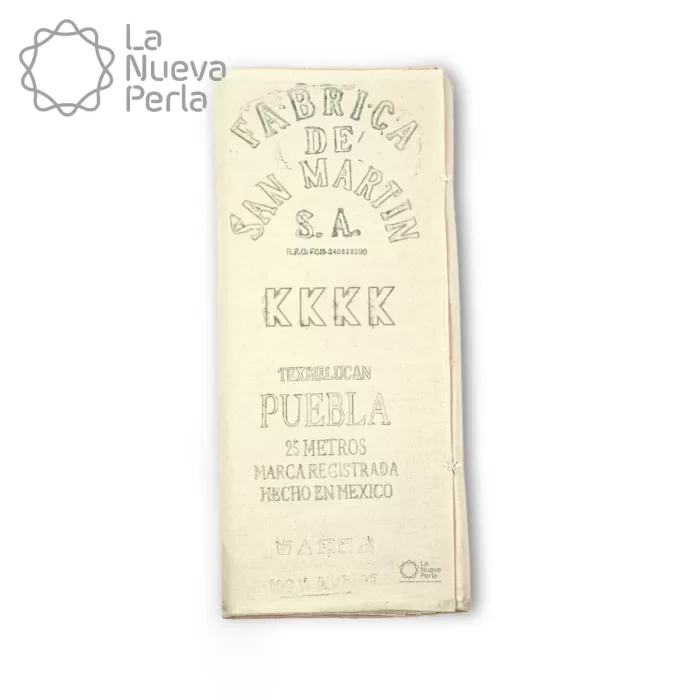 La
Nueva
Perla
FABRICA
DE
SAN MARTIN
S. A.
KKKK
TEXMELUCAN
PUEBLA
25 METROS
MARCA REGISTRADA
HECHO EN MEXICO
La
Nueva
Perla